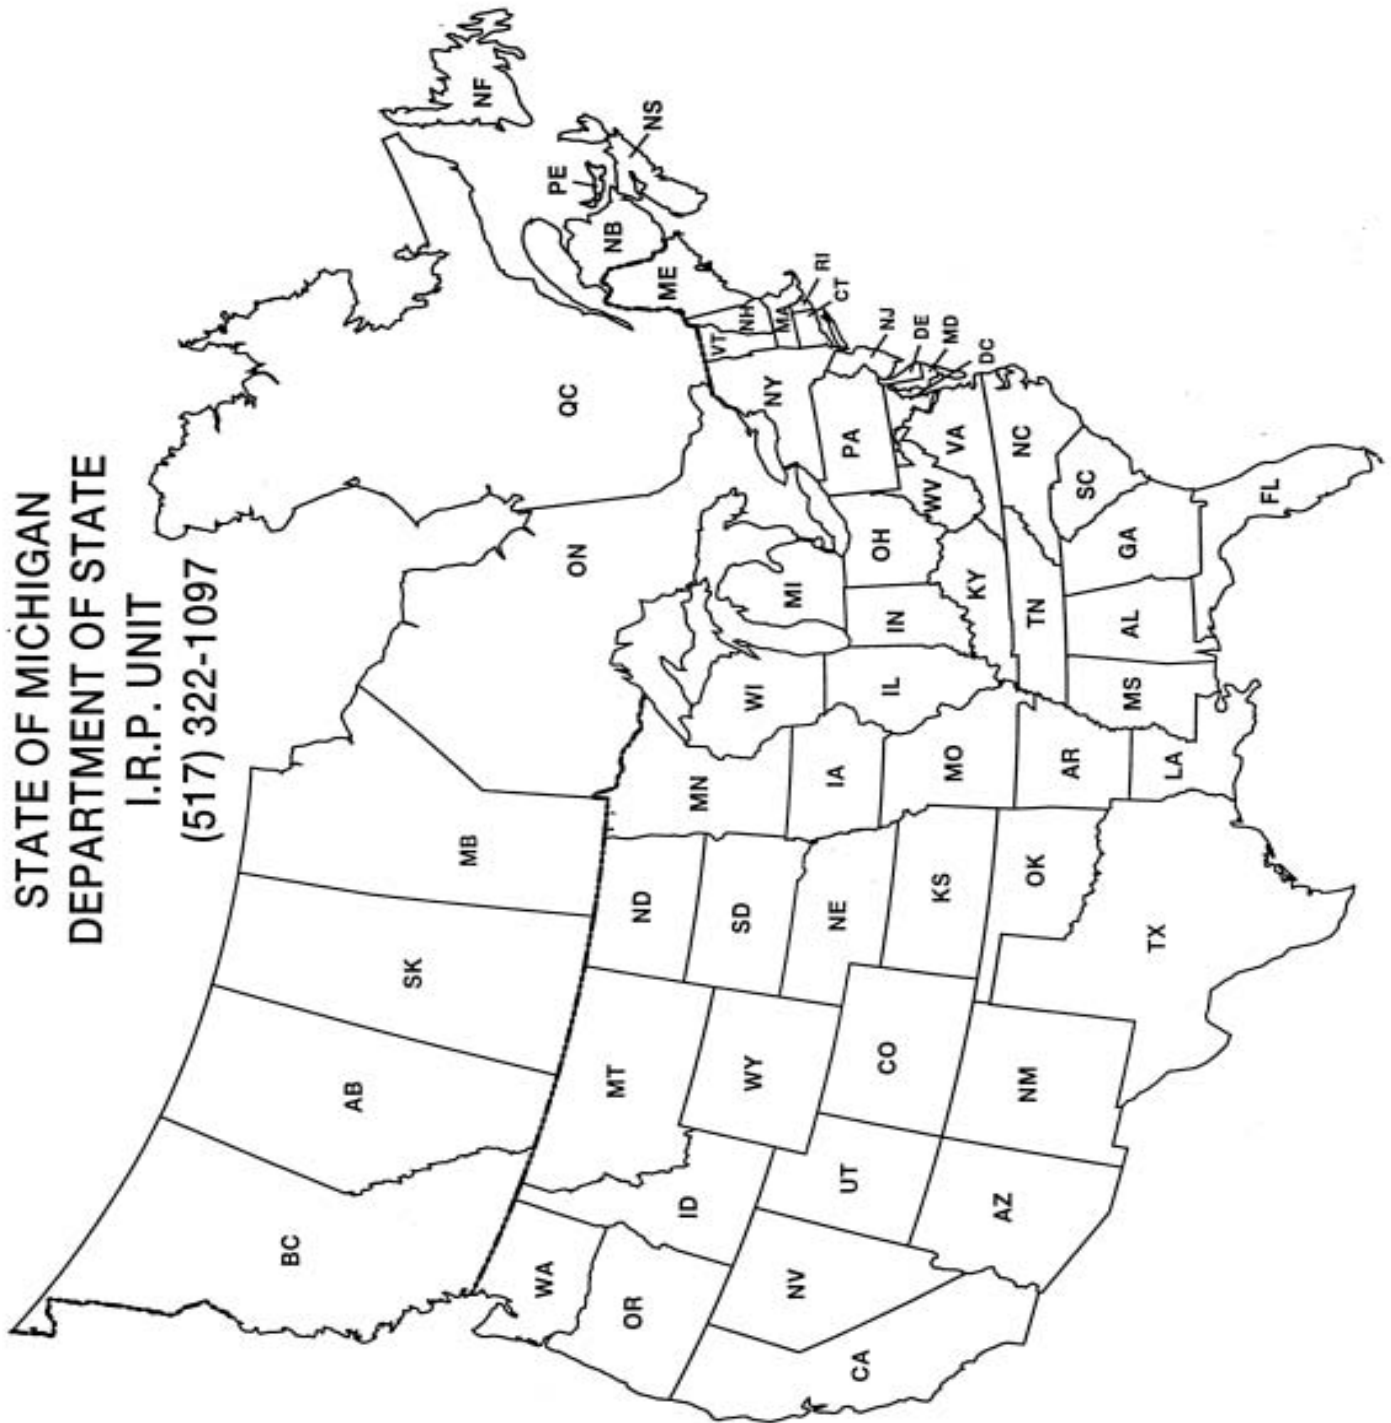 STATE OF MICHIGAN
DEPARTMENT OF STATE
I.R.P. UNIT
(517) 322-1097
BC
AB
SK
MB
ON
QC
NF
PE
NS
NB
WA
MT
ND
MN
WI
MI
NY
VT
NH
ME
MA
RI
CT
OR
ID
WY
SD
IA
IL
IN
OH
PA
NJ
DE
MD
DC
NV
UT
CO
NE
KS
MO
KY
WV
VA
CA
AZ
NM
OK
AR
TN
NC
SC
TX
LA
MS
AL
GA
FL